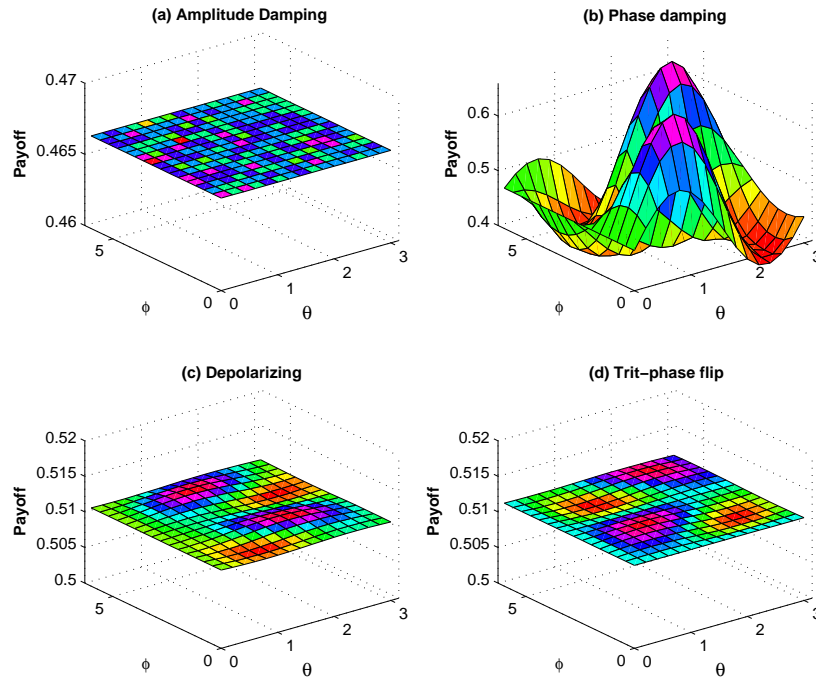 (a) Amplitude Damping
0.47
0.465
0.46
Payoff
5
0
ϕ
0
1
2
3
θ
(b) Phase damping
0.6
0.5
0.4
Payoff
5
0
ϕ
0
1
2
3
θ
(c) Depolarizing
0.52
0.515
0.51
0.505
0.5
Payoff
5
0
ϕ
0
1
2
3
θ
(d) Trit−phase flip
0.52
0.515
0.51
0.505
0.5
Payoff
5
0
ϕ
0
1
2
3
θ